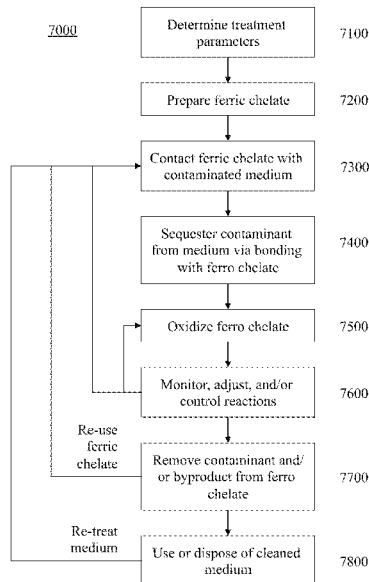 7000
Determine treatment
parameters
7100
Prepare ferric chelate
7200
Contact ferric chelate with
contaminated medium
7300
Sequester contaminant
from medium via bonding
with ferro chelate
7400
Oxidize ferro chelate
7500
Monitor, adjust, and/or
control reactions
7600
Re-use
ferric
chelate
Remove contaminant and/
or byproduct from ferro
chelate
7700
Re-treat
medium
Use or dispose of cleaned
medium
7800